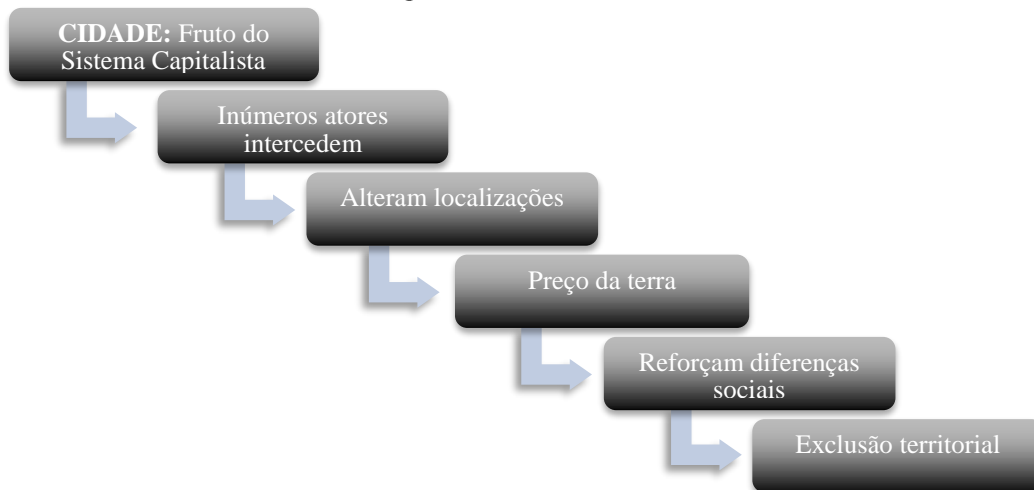 CIDADE: Fruto do
Sistema Capitalista
Inúmeros atores
intercedem
Alteram localizações
Preço da terra
Reforçam diferenças
sociais
Exclusão territorial